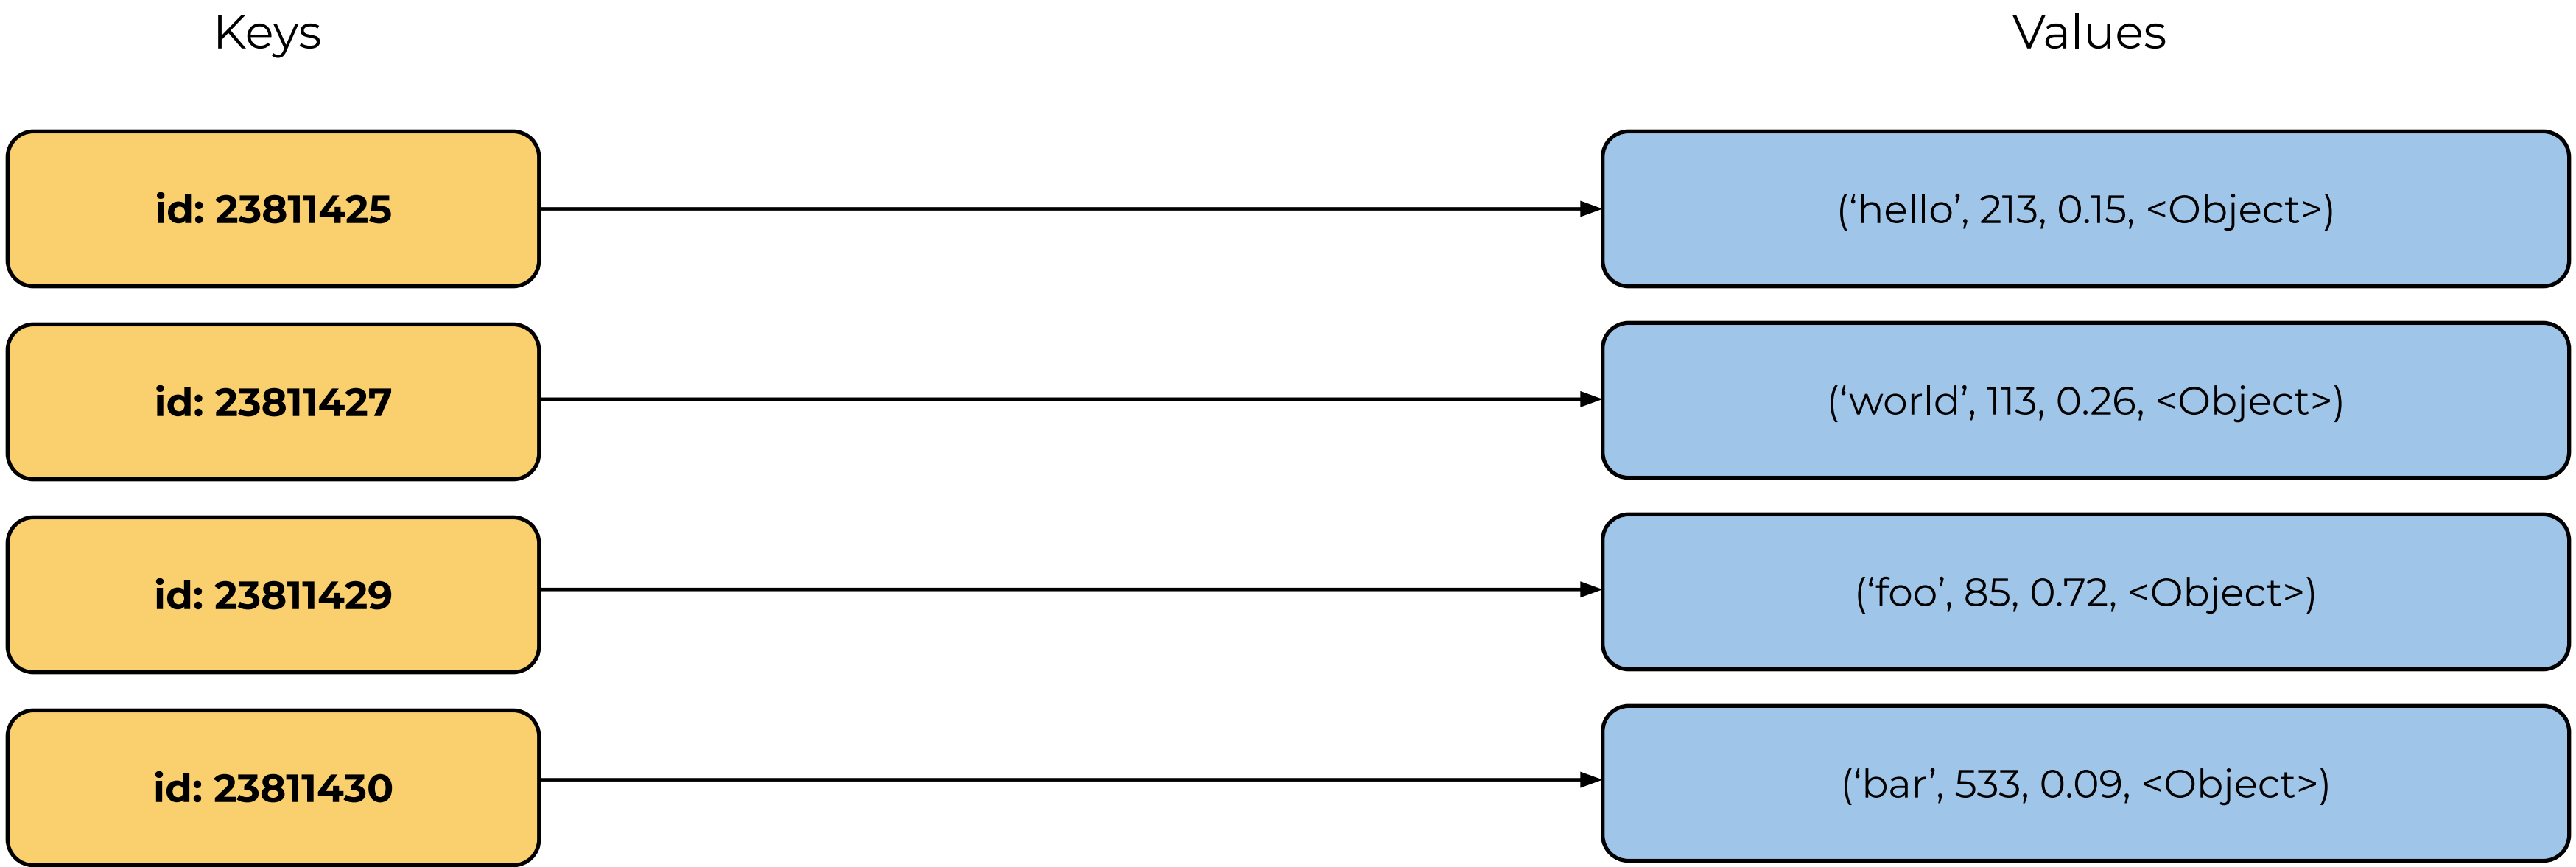 Keys
Values
id: 23811425
(‘hello’, 213, 0.15, <Object>)
id: 23811427
(‘world’, 113, 0.26, <Object>)
id: 23811429
(‘foo’, 85, 0.72, <Object>)
id: 23811430
(‘bar’, 533, 0.09, <Object>)